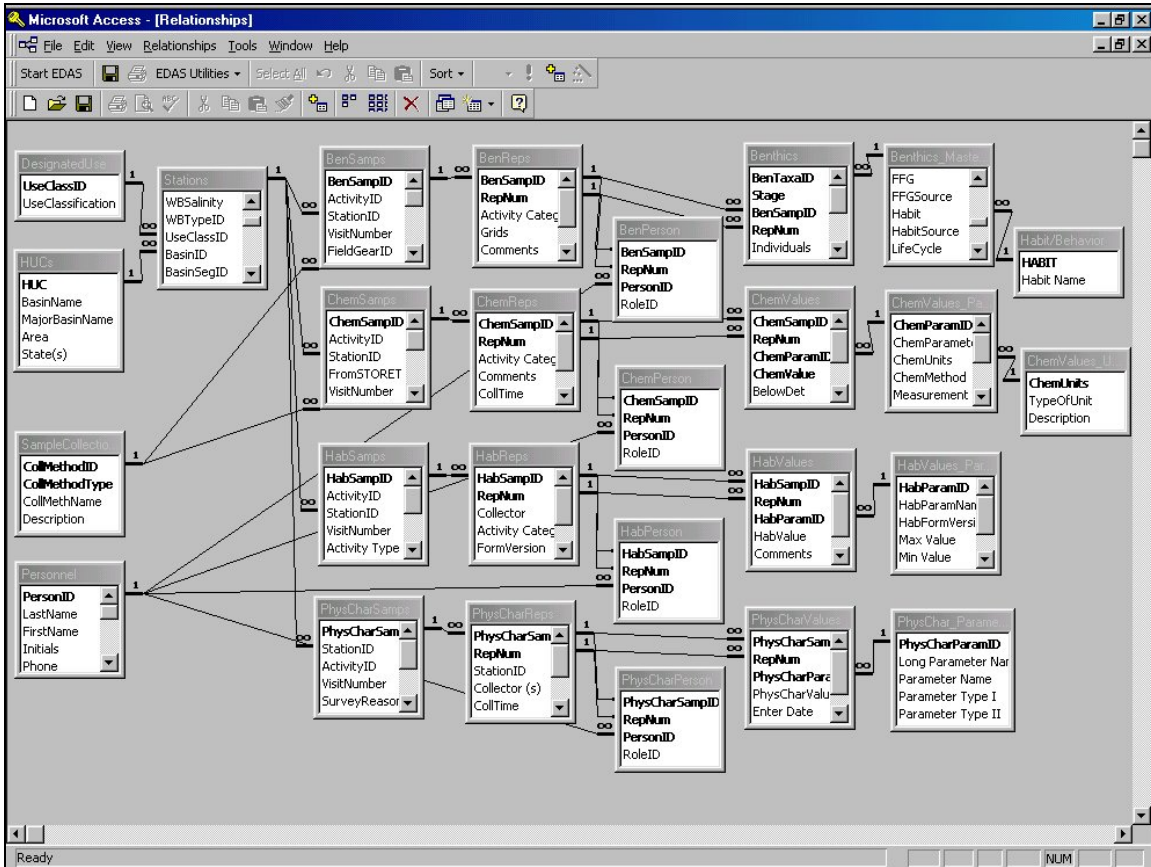 Microsoft Access - [Relationships]
File Edit View Relationships Tools Window Help
Start EDAS EDAS Utilities Select All Sort
DesignatedUse
UseClassID
UseClassification
HUCs
HUC
BasinName
MajorBasinName
Area
State(s)
SampleCollectio...
CollMethodID
CollMethodType
CollMethName
Description
Personnel
PersonID
LastName
FirstName
Initials
Phone
Stations
WBSalinity
WBTypeID
UseClassID
BasinID
BasinSegID
BenSamps
BenSampID
ActivityID
StationID
VisitNumber
FieldGearID
ChemSamps
ChemSampID
ActivityID
StationID
FromSTORET
VisitNumber
HabSamps
HabSampID
ActivityID
StationID
VisitNumber
Activity Type
PhysCharSamps
PhysCharSam
StationID
ActivityID
VisitNumber
SurveyReasor
BenReps
BenSampID
RepNum
Activity Categ
Grids
Comments
ChemReps
ChemSampID
RepNum
Activity Categ
Comments
CollTime
HabReps
HabSampID
RepNum
Collector
Activity Categ
FormVersion
PhysCharReps
PhysCharSam
RepNum
StationID
Collector (s)
CollTime
BenPerson
BenSampID
RepNum
PersonID
RoleID
ChemPerson
ChemSampID
RepNum
PersonID
RoleID
HabPerson
HabSampID
RepNum
PersonID
RoleID
PhysCharPerson
PhysCharSampID
RepNum
PersonID
RoleID
Benthics
BenTaxaID
Stage
BenSampID
RepNum
Individuals
ChemValues
ChemSampID
RepNum
ChemParamID
ChemValue
BelowDet
HabValues
HabSampID
RepNum
HabParamID
HabValue
Comments
PhysCharValues
PhysCharSam
RepNum
PhysCharPara
PhysCharValu
Enter Date
Benthics_Maste...
FFG
FFGSource
Habit
HabitSource
LifeCycle
Habit/Behavior
HABIT
Habit Name
ChemValues_Pa...
ChemParamID
ChemParamete
ChemUnits
ChemMethod
Measurement
ChemValues_U...
ChemUnits
TypeOfUnit
Description
HabValues_Par...
HabParamID
HabParamNan
HabFormVersi
Max Value
Min Value
PhysChar_Parame...
PhysCharParamID
Long Parameter Nar
Parameter Name
Parameter Type I
Parameter Type II
Ready NUM